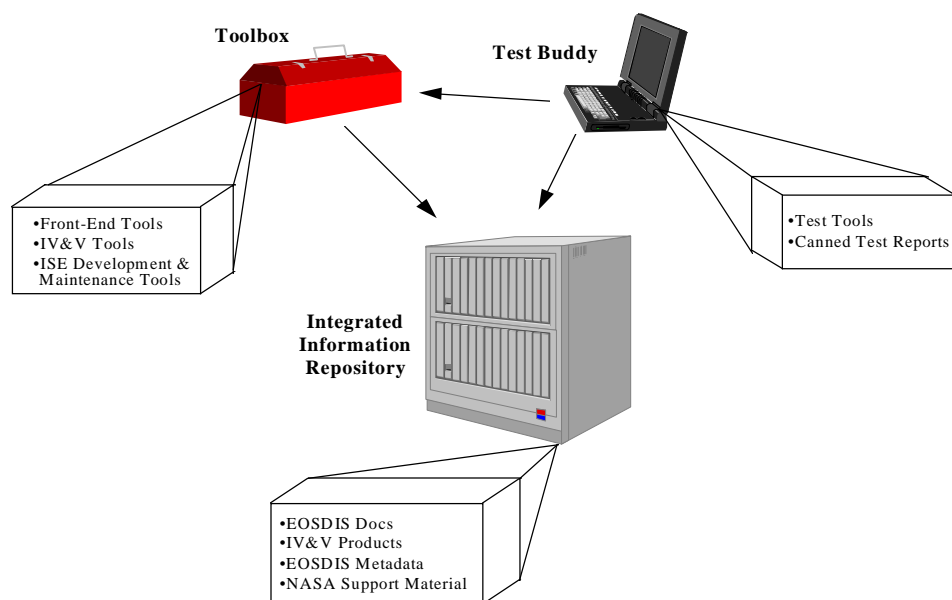 Toolbox
Test Buddy
•Front-End Tools
•IV&V Tools
•ISE Development &
Maintenance Tools
•Test Tools
•Canned Test Reports
Integrated
Information
Repository
•EOSDIS Docs
•IV&V Products
•EOSDIS Metadata
•NASA Support Material